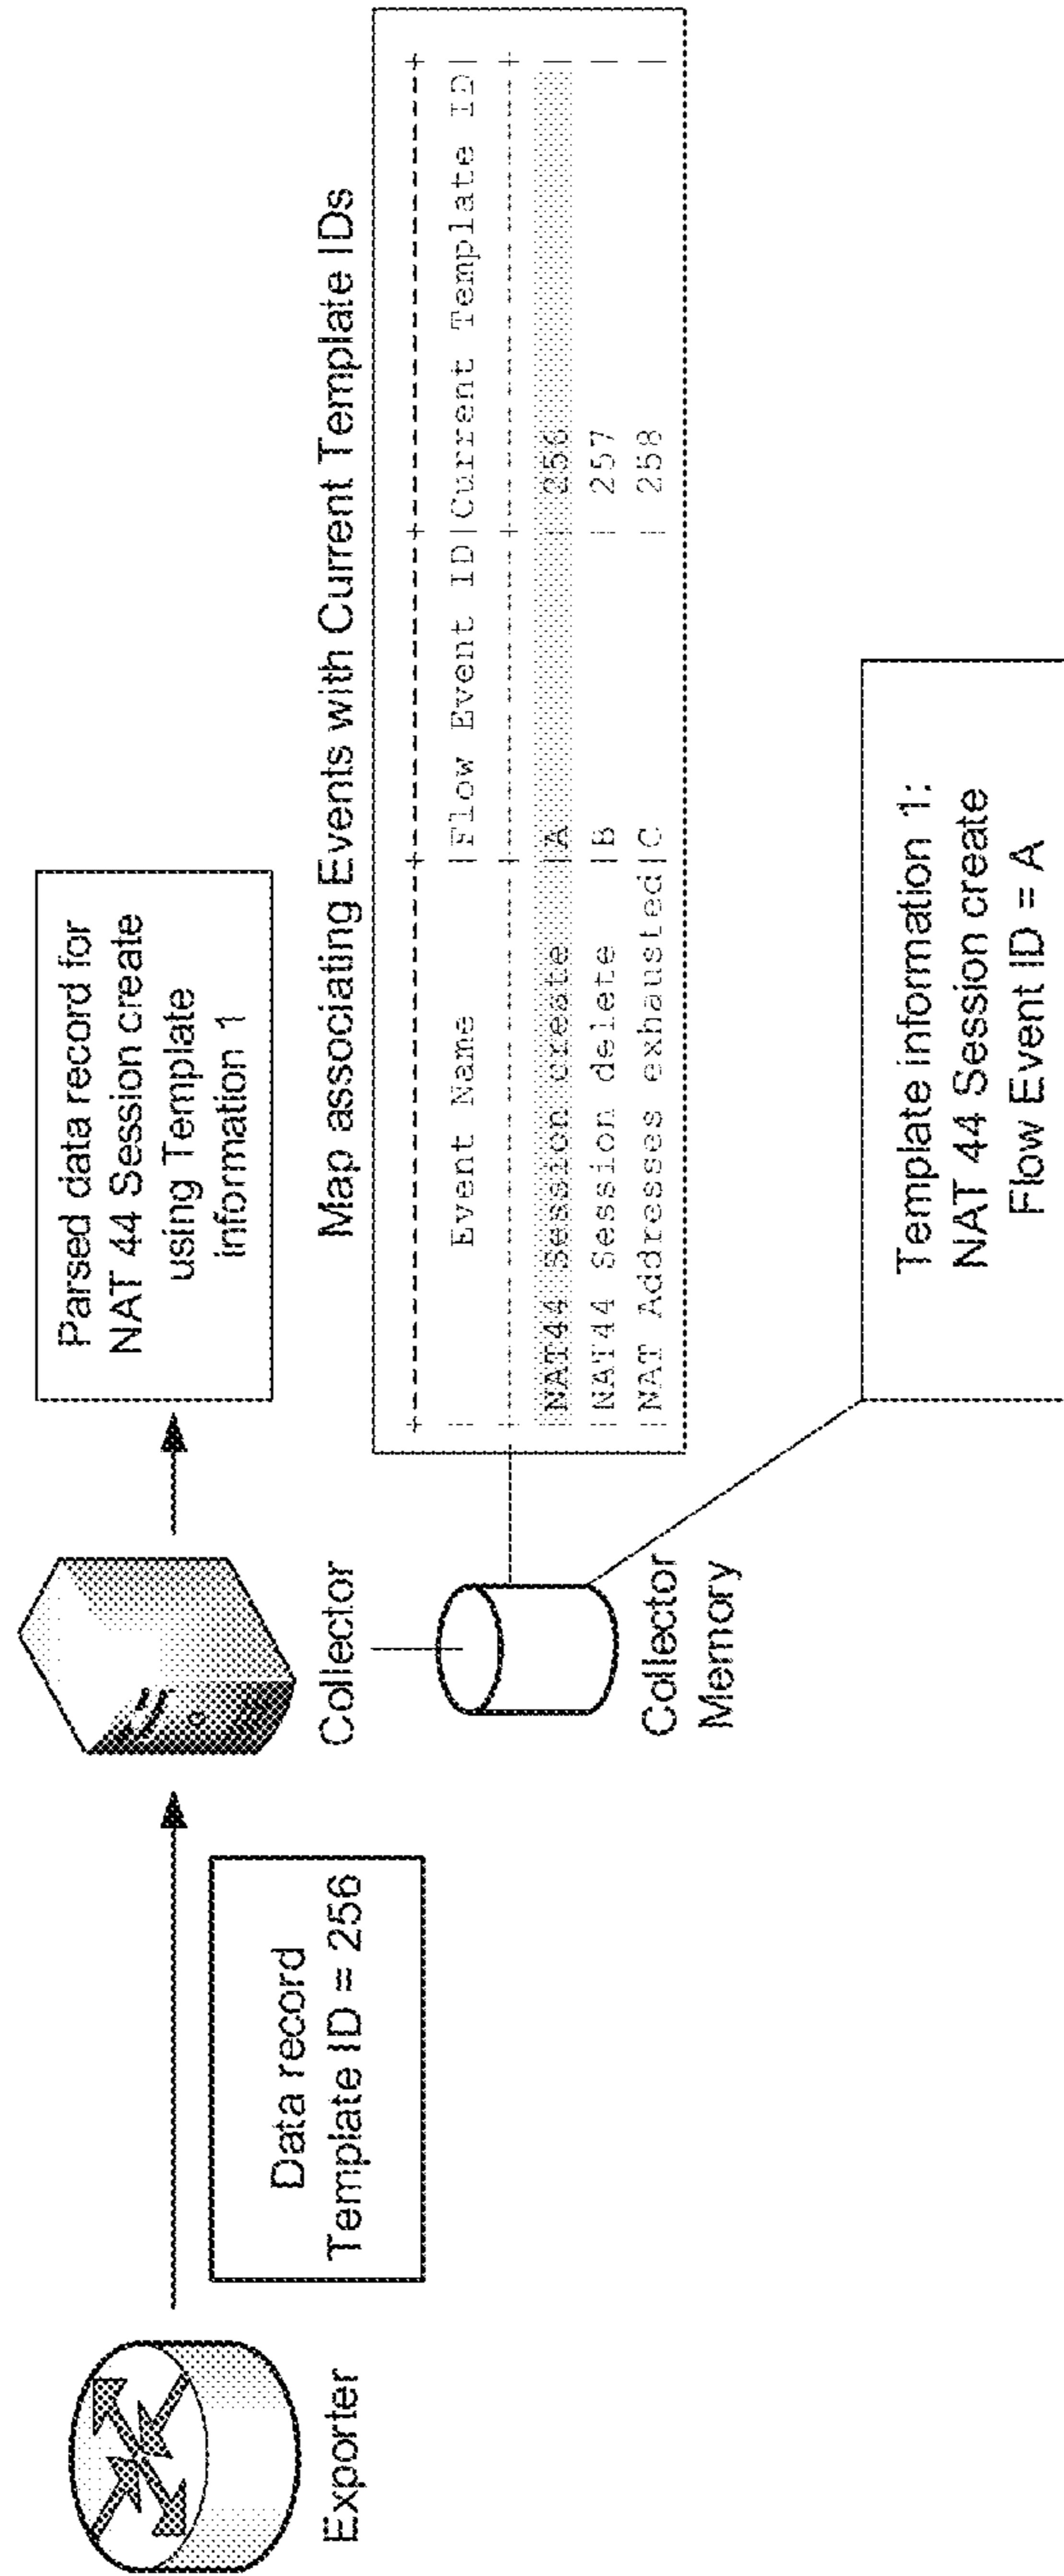 Exporter
Data record
Template ID = 256
Collector
Collector
Memory
Parsed data record for
NAT 44 Session create
using Template
information 1
Map associating Events with Current Template IDs
+ + + +
| Event Name |Flow Event ID|Current Template ID|
+ + + +
|NAT44 Session create |A | 256 |
|NAT44 Session delete |B | 257 |
|NAT Addresses exhausted|C | 258 |
Template information 1:
NAT 44 Session create
Flow Event ID = A